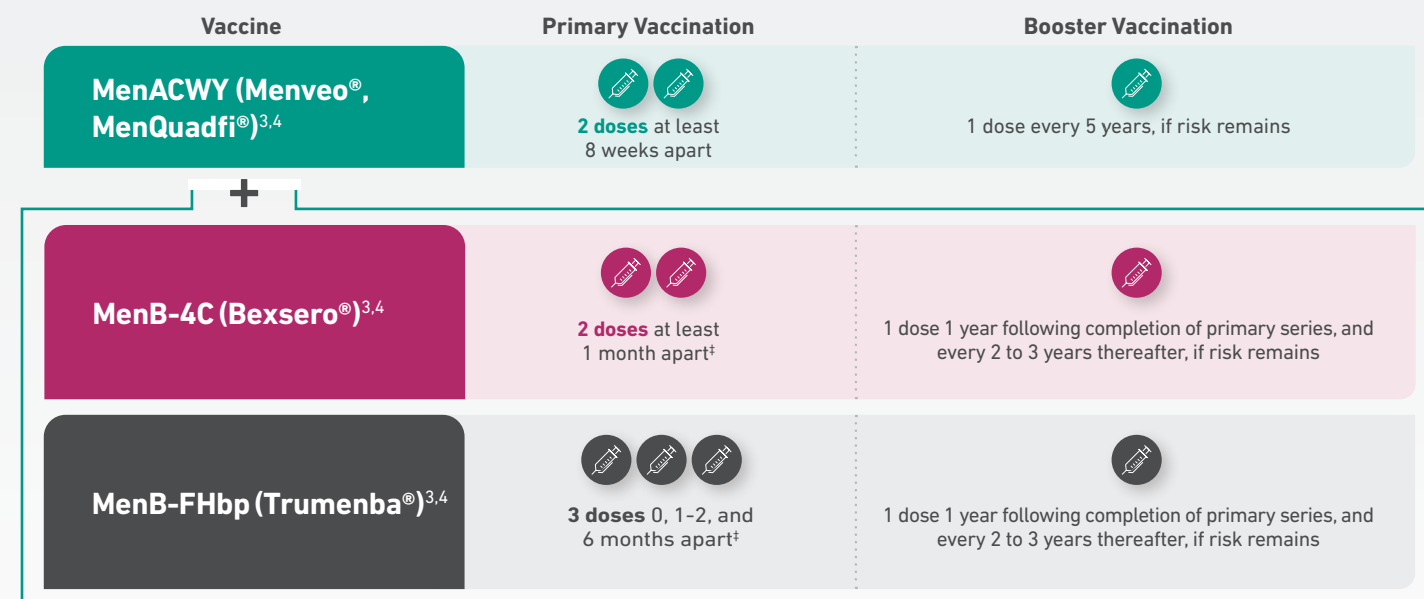 Vaccine Primary Vaccination Booster Vaccination
MenACWY (Menveo®,
MenQuadfi®)3,4
2 doses at least
8 weeks apart
1 dose every 5 years, if risk remains
+
MenB-4C (Bexsero®)3,4
2 doses at least
1 month apart‡
1 dose 1 year following completion of primary series, and
every 2 to 3 years thereafter, if risk remains
MenB-FHbp (Trumenba®)3,4
3 doses 0, 1-2, and
6 months apart‡
1 dose 1 year following completion of primary series, and
every 2 to 3 years thereafter, if risk remains